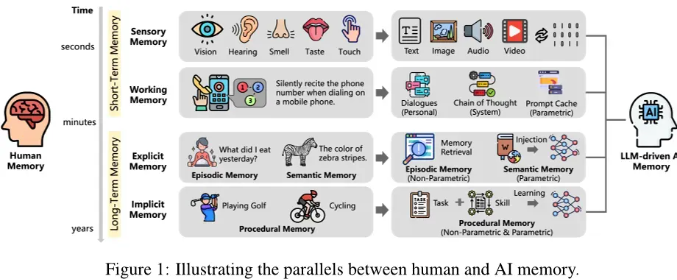 Time
seconds
minutes
years
Short-Term Memory
Long-Term Memory
Human
Memory
Sensory
Memory
Vision Hearing Smell Taste Touch
Text Image Audio Video
Working
Memory
1 2
3
Silently recite the phone
number when dialing on
a mobile phone.
Dialogues
(Personal)
Chain of Thought
(System)
Prompt Cache
(Parametric)
Explicit
Memory
What did I eat
yesterday?
Episodic Memory
The color of
zebra stripes.
Semantic Memory
Memory
Retrieval
Episodic Memory
(Non-Parametric)
Injection
Semantic Memory
(Parametric)
Implicit
Memory
Playing Golf
Cycling
Procedural Memory
TASK
Task + Skill
Learning
Procedural Memory
(Non-Parametric & Parametric)
AI
LLM-driven A
Memory
Figure 1: Illustrating the parallels between human and AI memory.